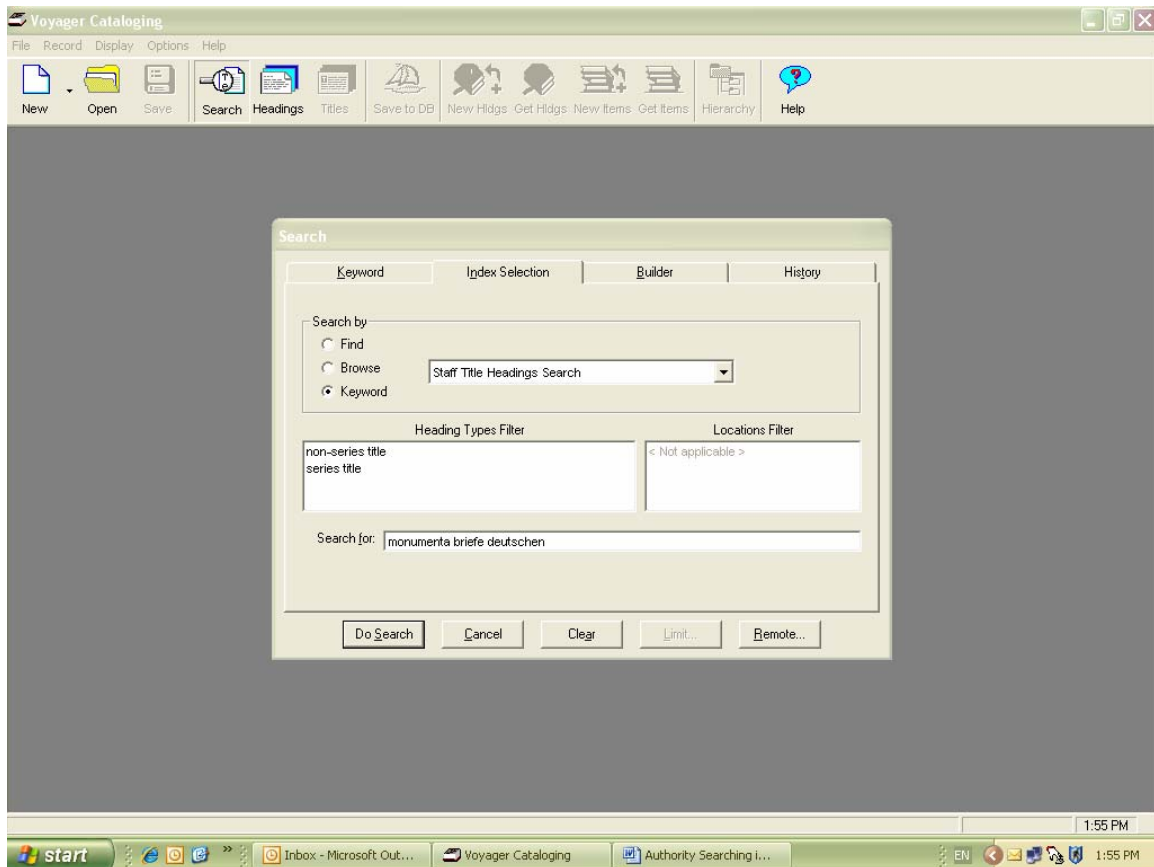 Voyager Cataloging
File Record Display Options Help
New Open Save Search Headings Titles Save to DB New Hldgs Get Hldgs New Items Get Items Hierarchy Help
Search
Keyword Index Selection Builder History
Search by
Find
Browse
Staff Title Headings Search
Keyword
Heading Types Filter Locations Filter
non-series title
series title
< Not applicable >
Search for: monumenta briefe deutschen
Do Search Cancel Clear Limit... Remote...
1:55 PM
start » Inbox - Microsoft Out... Voyager Cataloging Authority Searching i... EN 1:55 PM